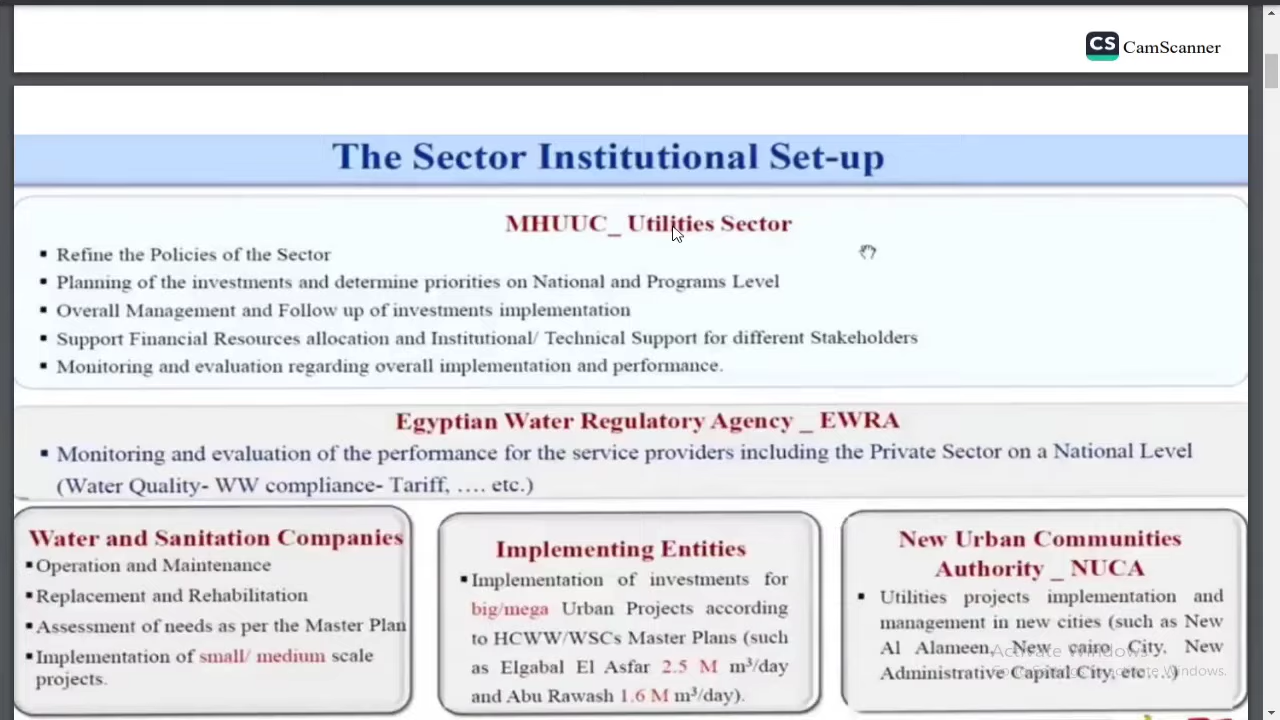 CS CamScanner
The Sector Institutional Set-up
MHUUC_ Utilities Sector
▪ Refine the Policies of the Sector
▪ Planning of the investments and determine priorities on National and Programs Level
▪ Overall Management and Follow up of investments implementation
▪ Support Financial Resources allocation and Institutional/ Technical Support for different Stakeholders
▪ Monitoring and evaluation regarding overall implementation and performance.
Egyptian Water Regulatory Agency _ EWRA
▪ Monitoring and evaluation of the performance for the service providers including the Private Sector on a National Level
(Water Quality- WW compliance- Tariff, …. etc.)
Water and Sanitation Companies
▪Operation and Maintenance
▪Replacement and Rehabilitation
▪Assessment of needs as per the Master Plan
▪Implementation of small/ medium scale
projects.
Implementing Entities
▪Implementation of investments for
big/mega Urban Projects according
to HCWW/WSCs Master Plans (such
as Elgabal El Asfar 2.5 M m³/day
and Abu Rawash 1.6 M m³/day).
New Urban Communities
Authority _ NUCA
▪ Utilities projects implementation and
management in new cities (such as New
Al Alameen, New cairo City, New
Administrative Capital City, etc…)
Activate Windows